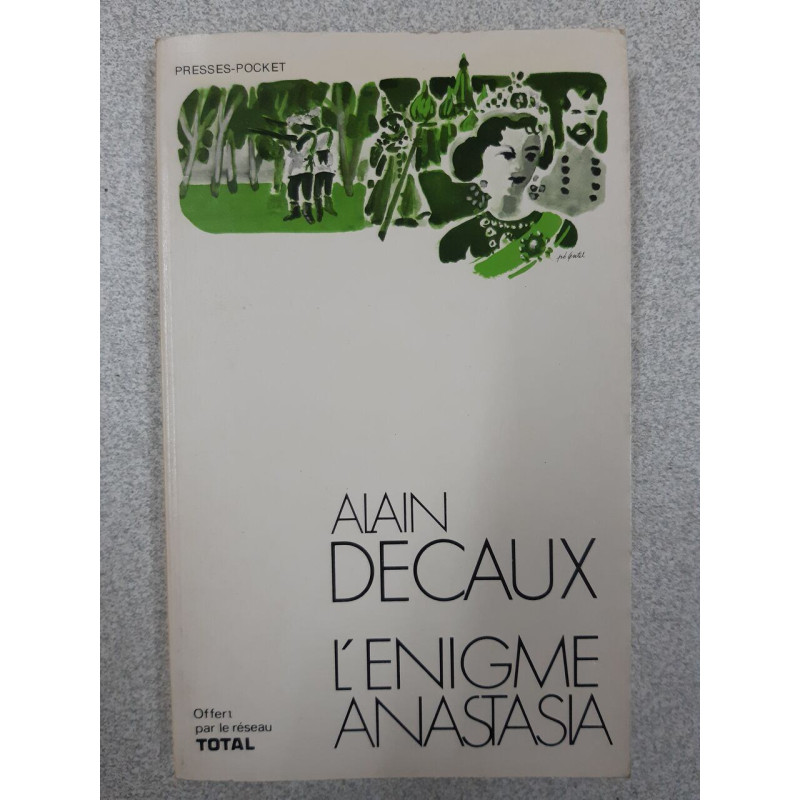 PRESSES-POCKET
ALAIN
DECAUX
L'ENIGME
ANASTASIA
Offert
par le réseau
TOTAL